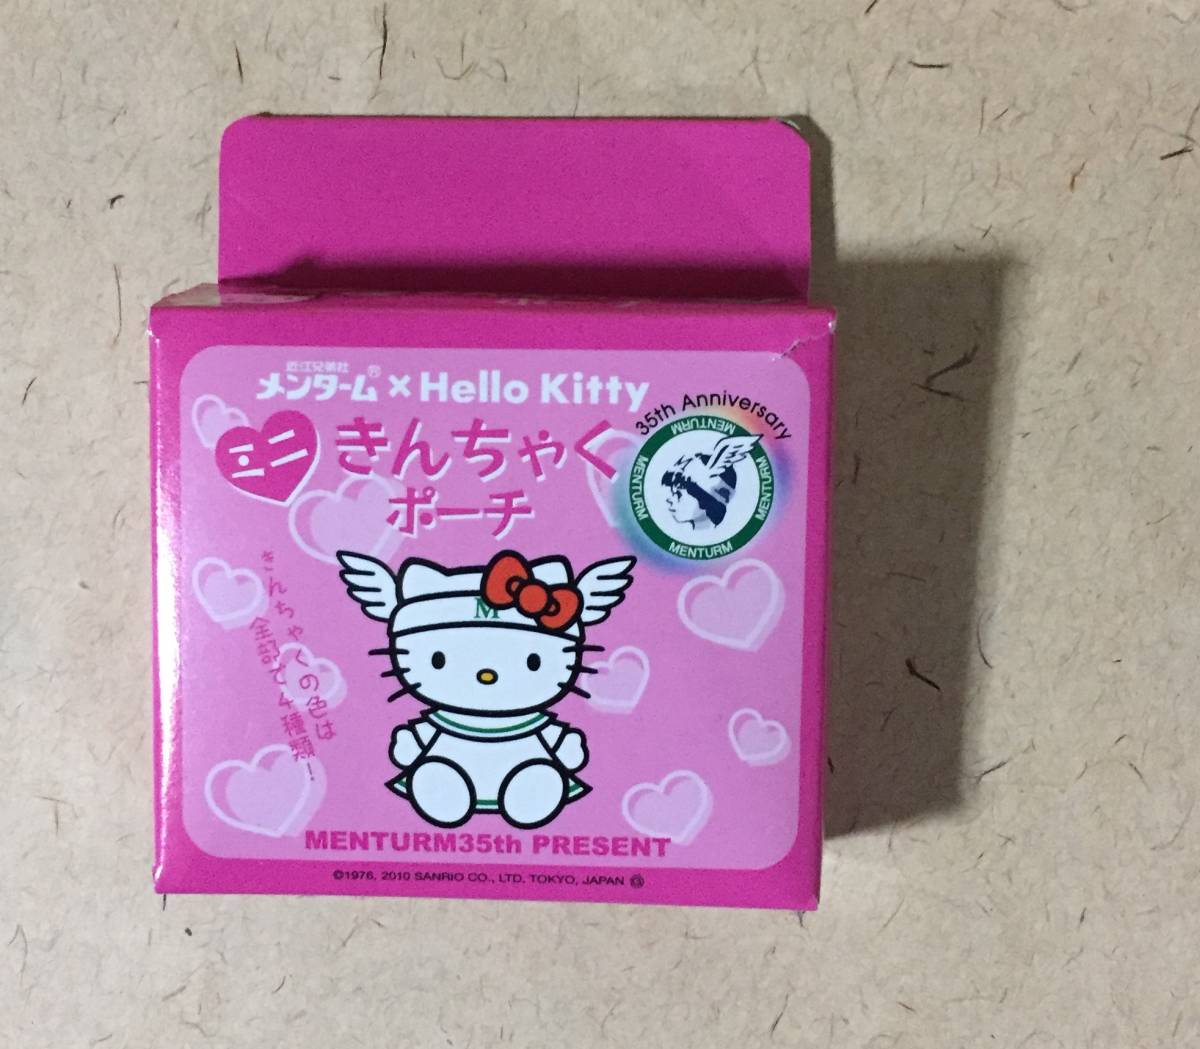 近江兄弟社
メンターム® × Hello Kitty
ミニ きんちゃく
ポーチ
35th Anniversary
MENTURM
MENTURM
MENTURM
MENTURM
きんちゃくの色は
全部で4種類!
M
MENTURM35th PRESENT
©1976, 2010 SANRIO CO., LTD. TOKYO, JAPAN Ⓖ